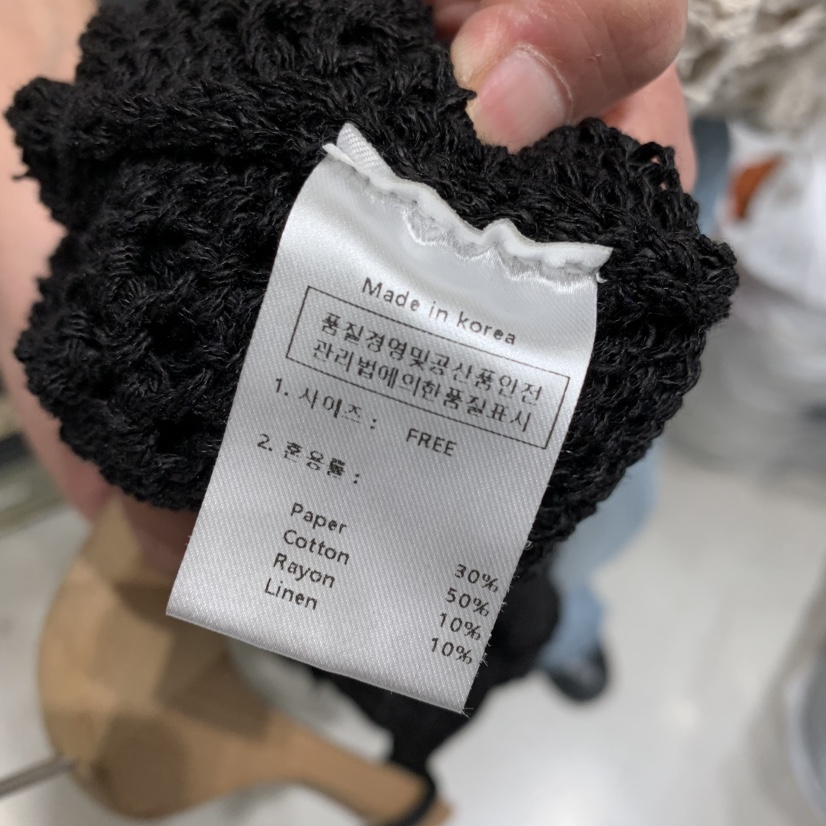 Made in korea
품질경영및공산품안전
관리법에의한품질표시
1. 사이즈 : FREE
2. 혼용률 :
Paper 30%
Cotton 50%
Rayon 10%
Linen 10%